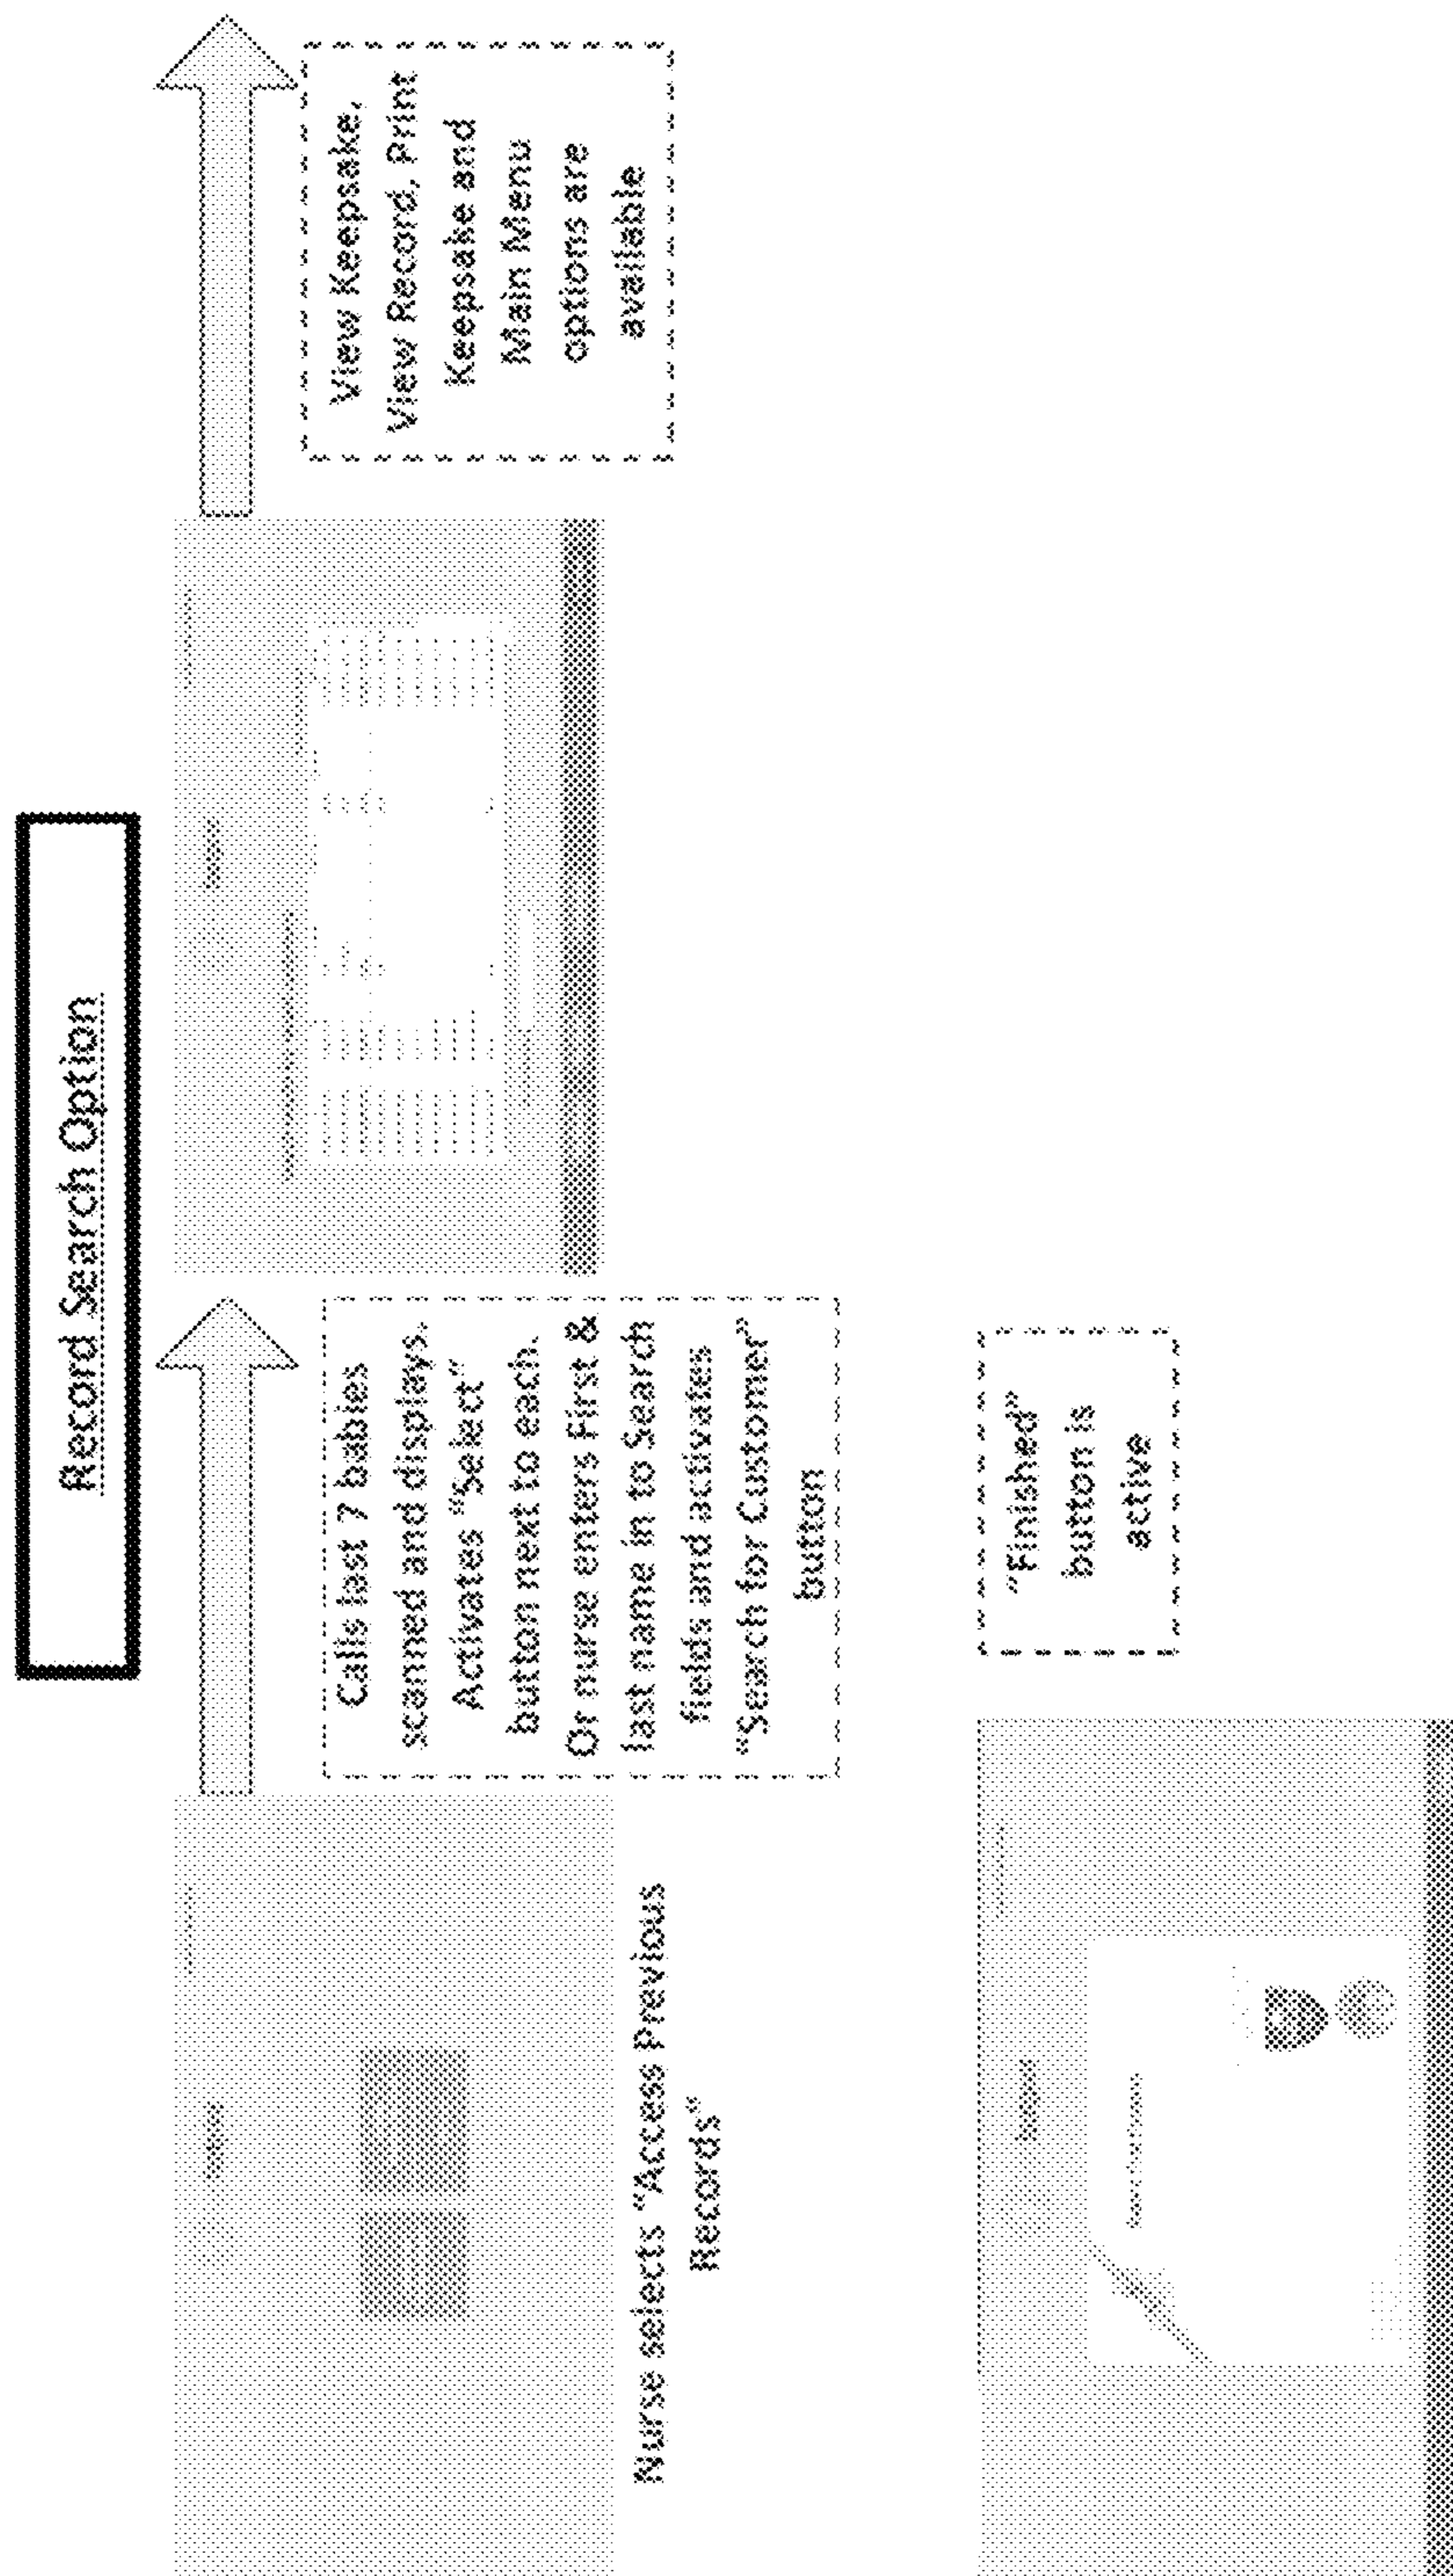 Record Search Option
Nurse selects "Access Previous
Records"
Calls last 7 babies
scanned and displays.
Activates "Select"
button next to each.
Or nurse enters First &
last name in to Search
fields and activates
"Search for Customer"
button
View Keepsake,
View Record, Print
Keepsake and
Main Menu
options are
available
"Finished"
button is
active